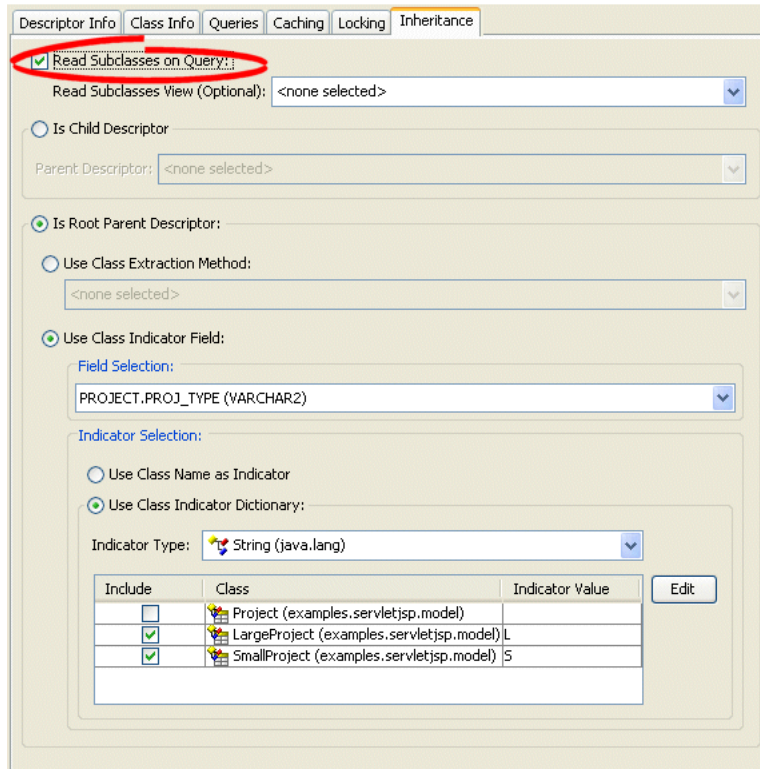 Descriptor Info Class Info Queries Caching Locking Inheritance
Read Subclasses on Query:
Read Subclasses View (Optional): <none selected>
Is Child Descriptor
Parent Descriptor: <none selected>
Is Root Parent Descriptor:
Use Class Extraction Method:
<none selected>
Use Class Indicator Field:
Field Selection:
PROJECT.PROJ_TYPE (VARCHAR2)
Indicator Selection:
Use Class Name as Indicator
Use Class Indicator Dictionary:
Indicator Type: String (java.lang)
Include Class Indicator Value Edit
Project (examples.servletjsp.model)
LargeProject (examples.servletjsp.model) L
SmallProject (examples.servletjsp.model) S